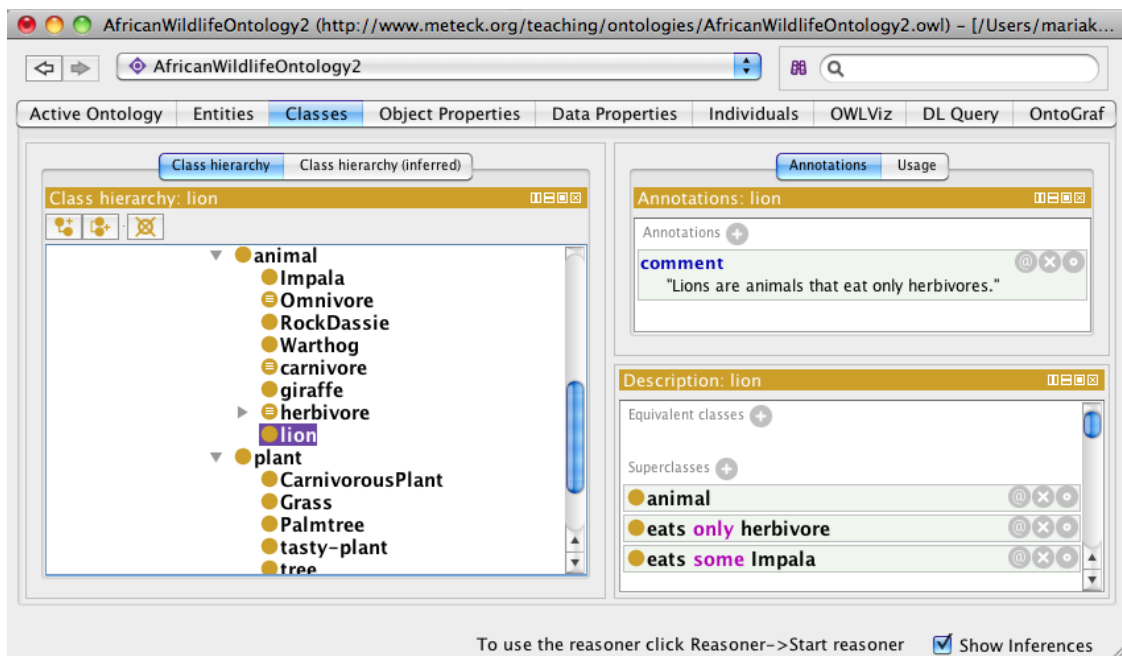 AfricanWildlifeOntology2 (http://www.meteck.org/teaching/ontologies/AfricanWildlifeOntology2.owl) – [/Users/mariak...
AfricanWildlifeOntology2
Active Ontology Entities Classes Object Properties Data Properties Individuals OWLViz DL Query OntoGraf
Class hierarchy Class hierarchy (inferred)
Class hierarchy: lion
animal
Impala
Omnivore
RockDassie
Warthog
carnivore
giraffe
herbivore
lion
plant
CarnivorousPlant
Grass
Palmtree
tasty-plant
tree
Annotations Usage
Annotations: lion
Annotations
comment
"Lions are animals that eat only herbivores."
Description: lion
Equivalent classes
Superclasses
animal
eats only herbivore
eats some Impala
To use the reasoner click Reasoner->Start reasoner Show Inferences